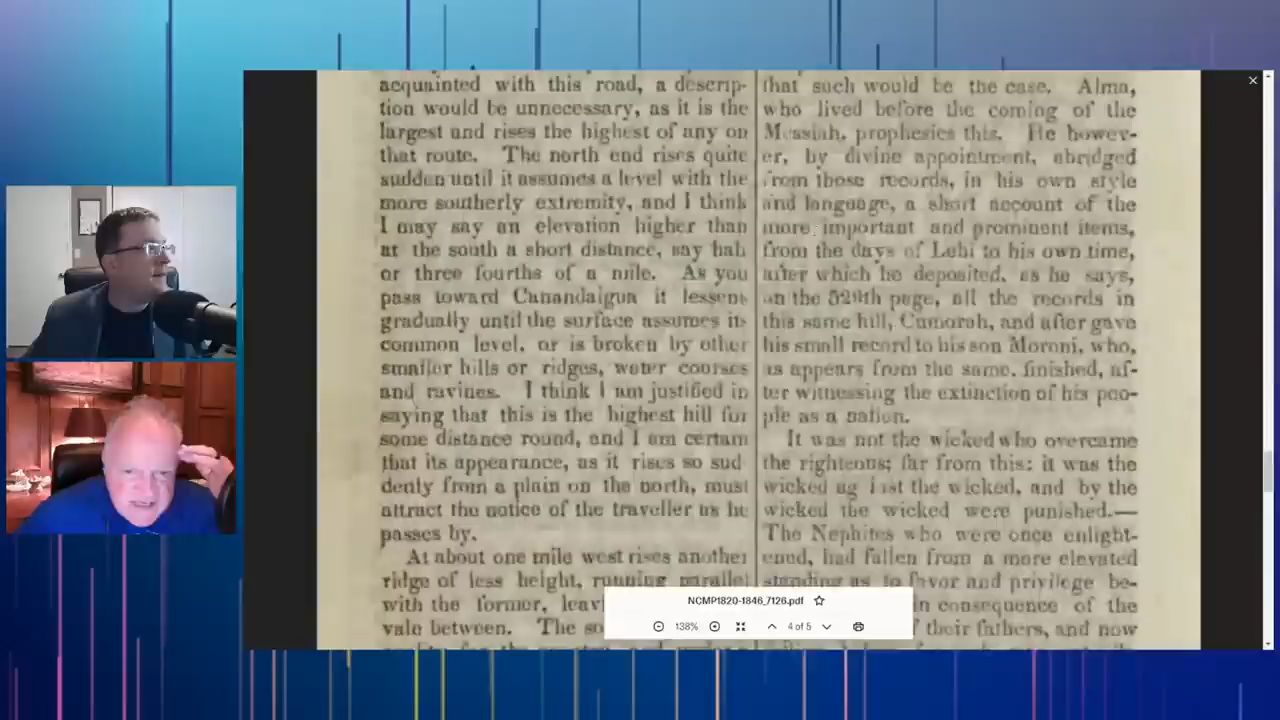 acquainted with this road, a descrip-
tion would be unnecessary, as it is the
largest and rises the highest of any on
that route. The north end rises quite
sudden until it assumes a level with the
more southerly extremity, and I think
I may say an elevation higher than
at the south a short distance, say half
or three fourths of a mile. As you
pass toward Canandaigua it lessens
gradually until the surface assumes its
common level, or is broken by other
smaller hills or ridges, water courses
and ravines. I think I am justified in
saying that this is the highest hill for
some distance round, and I am certain
that its appearance, as it rises so sud-
denly from a plain on the north, must
attract the notice of the traveller as he
passes by.
At about one mile west rises another
ridge of less height, running parallel
with the former, leav
vale between. The so
that such would be the case. Alma,
who lived before the coming of the
Messiah, prophesies this. He howev-
er, by divine appointment, abridged
from those records, in his own style
and language, a short account of the
more important and prominent items,
from the days of Lehi to his own time,
after which he deposited, as he says,
on the 529th page, all the records in
this same hill, Cumorah, and after gave
his small record to his son Moroni, who,
as appears from the same, finished, af-
ter witnessing the extinction of his peo-
ple as a nation.
It was not the wicked who overcame
the righteous; far from this: it was the
wicked against the wicked, and by the
wicked the wicked were punished.—
The Nephites who were once enlight-
ened, had fallen from a more elevated
standing as to favor and privilege be-
in consequence of the
f their fathers, and now
NCMP1820-1846_7126.pdf
138%
4 of 5